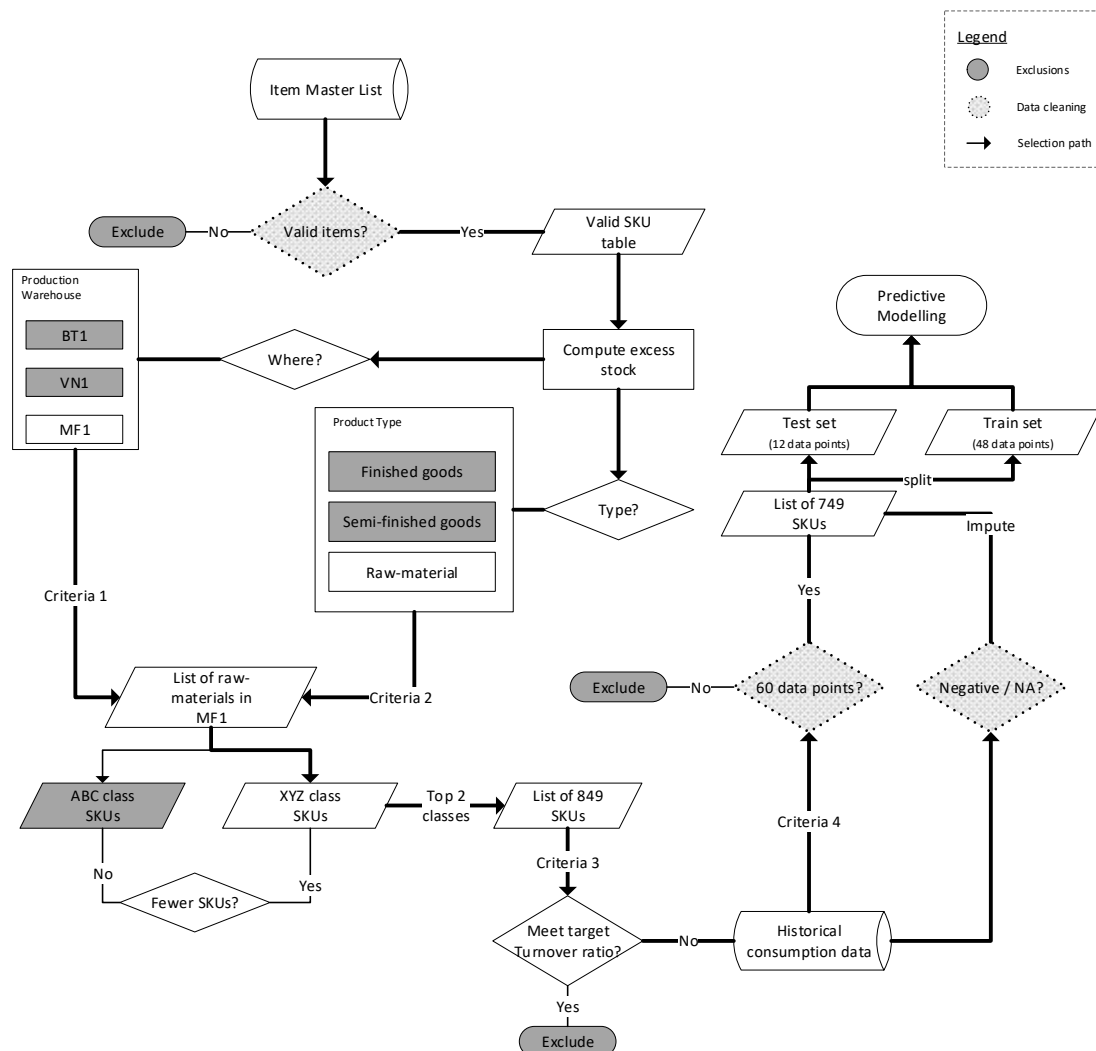 Legend
Exclusions
Data cleaning
Selection path
Item Master List
Exclude
No
Valid items?
Yes
Valid SKU
table
Production
Warehouse
BT1
VN1
MF1
Where?
Compute excess
stock
Predictive
Modelling
Product Type
Finished goods
Semi-finished goods
Raw-material
Type?
Test set
(12 data points)
Train set
(48 data points)
split
List of 749
SKUs
Impute
Yes
Criteria 1
List of raw-
materials in
MF1
Criteria 2
Exclude
No
60 data points?
Negative / NA?
ABC class
SKUs
XYZ class
SKUs
Top 2
classes
List of 849
SKUs
Criteria 4
No
Fewer SKUs?
Yes
Criteria 3
Meet target
Turnover ratio?
No
Historical
consumption data
Yes
Exclude